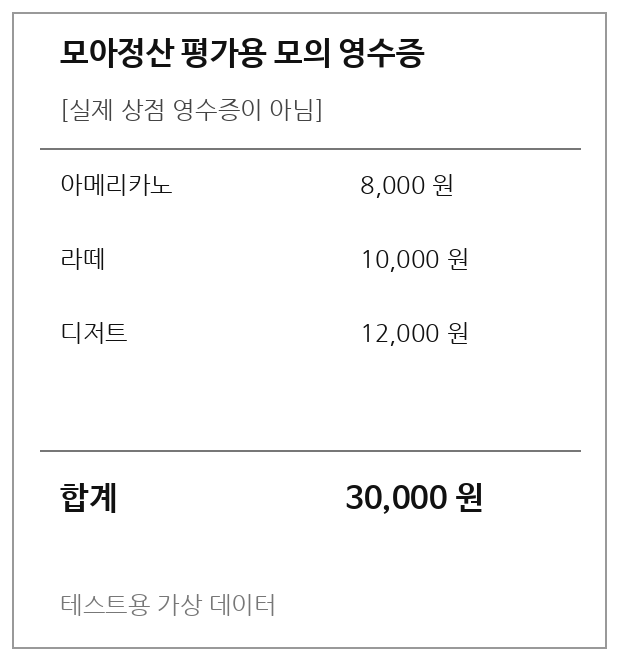 모아정산 평가용 모의 영수증
[실제 상점 영수증이 아님]
아메리카노 8,000 원
라떼 10,000 원
디저트 12,000 원
합계 30,000 원
테스트용 가상 데이터